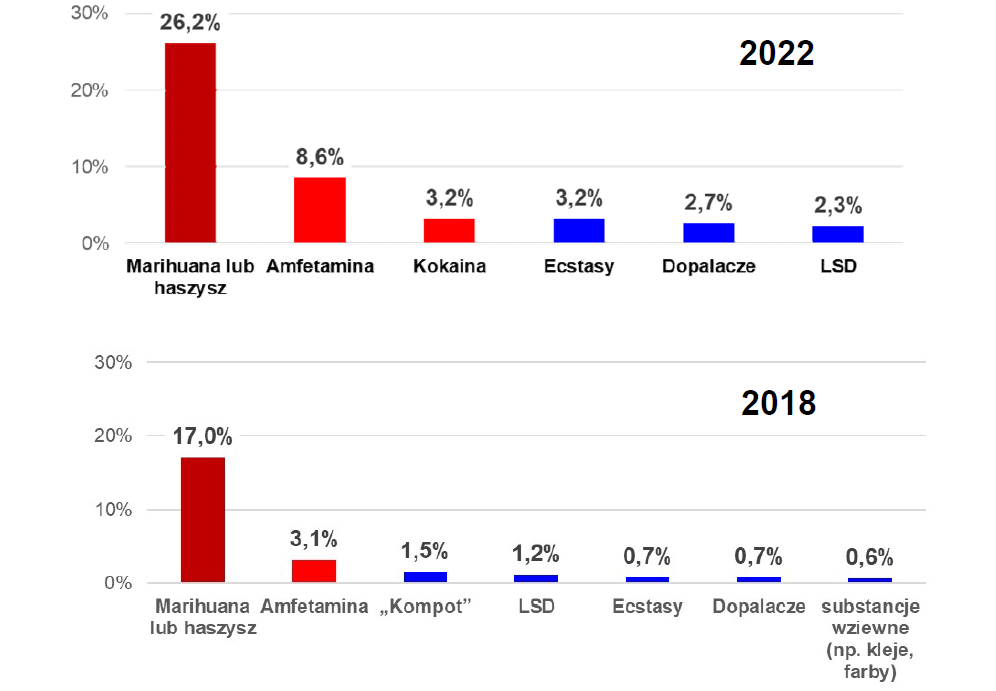 30%
26,2%
2022
20%
10%
8,6%
3,2%
3,2%
2,7%
2,3%
0%
Marihuana lub
haszysz
Amfetamina
Kokaina
Ecstasy
Dopalacze
LSD
30%
2018
20%
17,0%
10%
3,1%
1,5%
1,2%
0,7%
0,7%
0,6%
0%
Marihuana
lub haszysz
Amfetamina
„Kompot”
LSD
Ecstasy
Dopalacze
substancje
wziewne
(np. kleje,
farby)